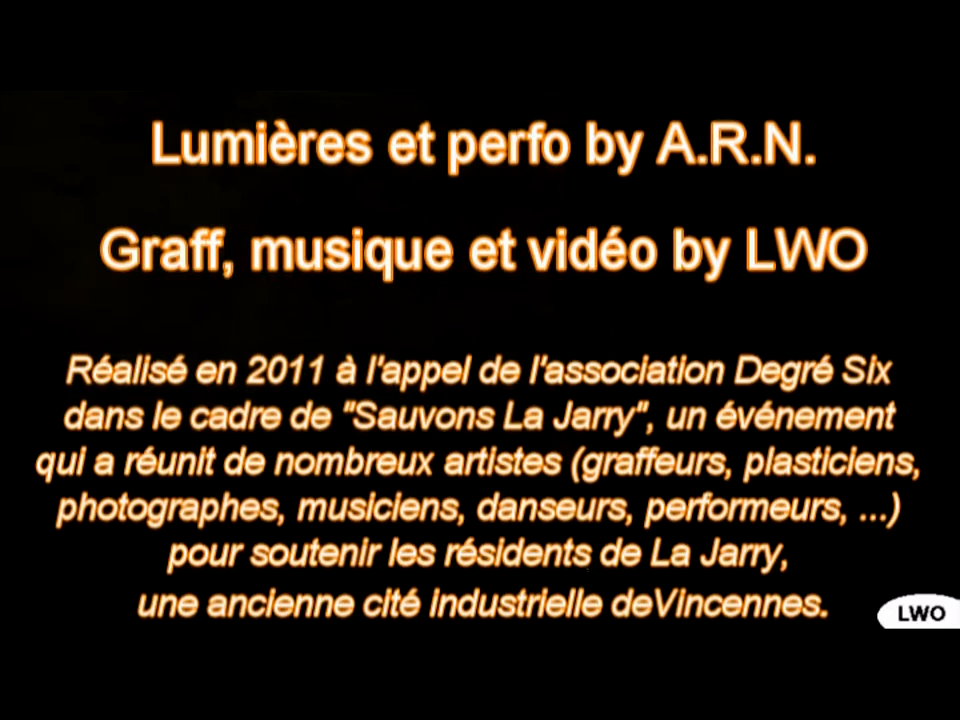 Lumières et perfo by A.R.N.
Graff, musique et vidéo by LWO
Réalisé en 2011 à l'appel de l'association Degré Six
dans le cadre de "Sauvons La Jarry", un événement
qui a réunit de nombreux artistes (graffeurs, plasticiens,
photographes, musiciens, danseurs, performeurs, ...)
pour soutenir les résidents de La Jarry,
une ancienne cité industrielle deVincennes.
LWO